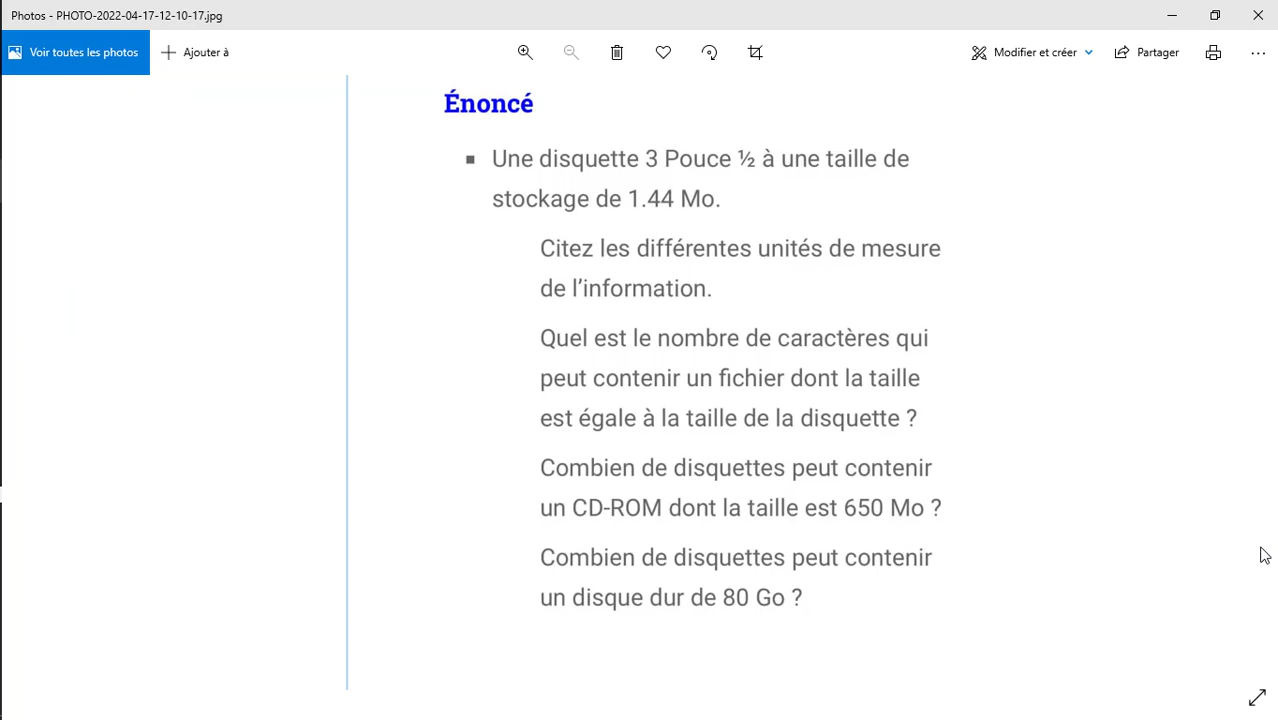 Photos - PHOTO-2022-04-17-12-10-17.jpg
Voir toutes les photos
Ajouter à
Modifier et créer
Partager
Énoncé
▪ Une disquette 3 Pouce ½ à une taille de
stockage de 1.44 Mo.
Citez les différentes unités de mesure
de l’information.
Quel est le nombre de caractères qui
peut contenir un fichier dont la taille
est égale à la taille de la disquette ?
Combien de disquettes peut contenir
un CD-ROM dont la taille est 650 Mo ?
Combien de disquettes peut contenir
un disque dur de 80 Go ?